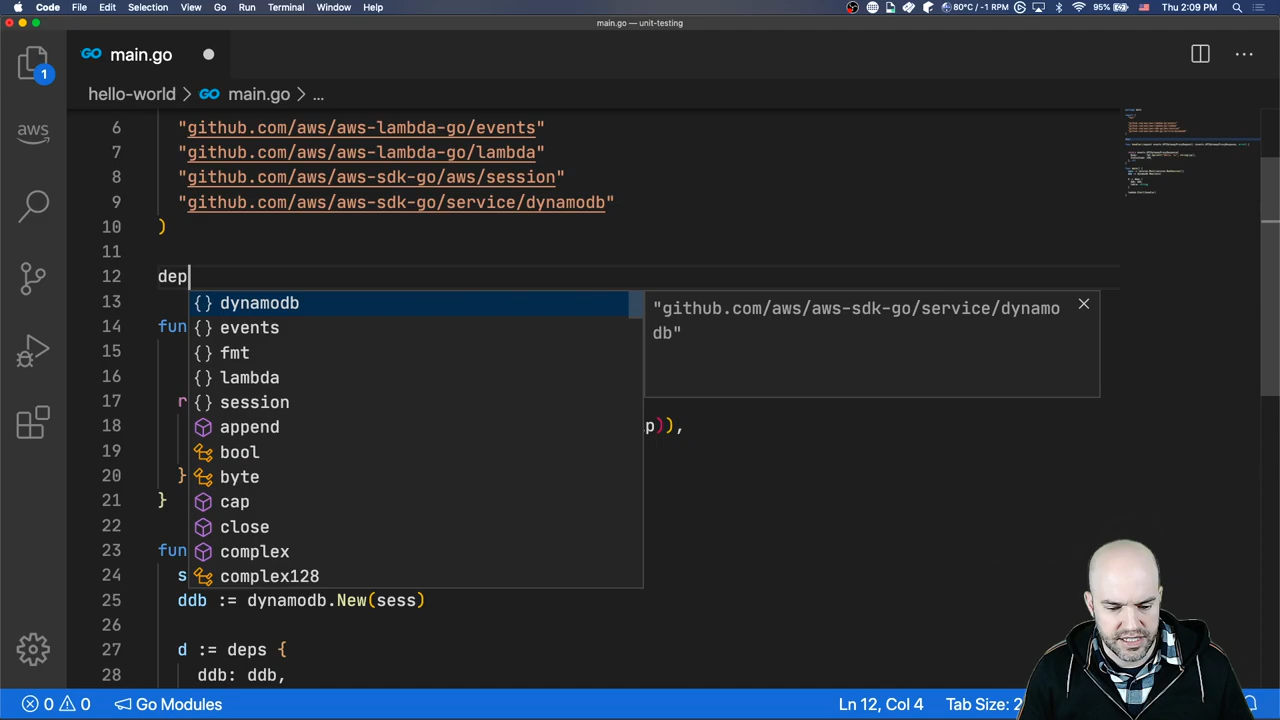 Code File Edit Selection View Go Run Terminal Window Help 80°C / -1 RPM 95% Thu 2:09 PM
main.go — unit-testing
1
GO main.go
hello-world > GO main.go > ...
aws
6 "github.com/aws/aws-lambda-go/events"
7 "github.com/aws/aws-lambda-go/lambda"
8 "github.com/aws/aws-sdk-go/aws/session"
9 "github.com/aws/aws-sdk-go/service/dynamodb"
10 )
11
12 dep
13 {} dynamodb "github.com/aws/aws-sdk-go/service/dynamo
db"
14 fun {} events
15 {} fmt
16 {} lambda
17 r {} session
18 append p)),
19 bool
20 } byte
21 } cap
22 close
23 fun complex
24 s complex128
25 ddb := dynamodb.New(sess)
26
27 d := deps {
28 ddb: ddb,
0 0 Go Modules Ln 12, Col 4 Tab Size: 2